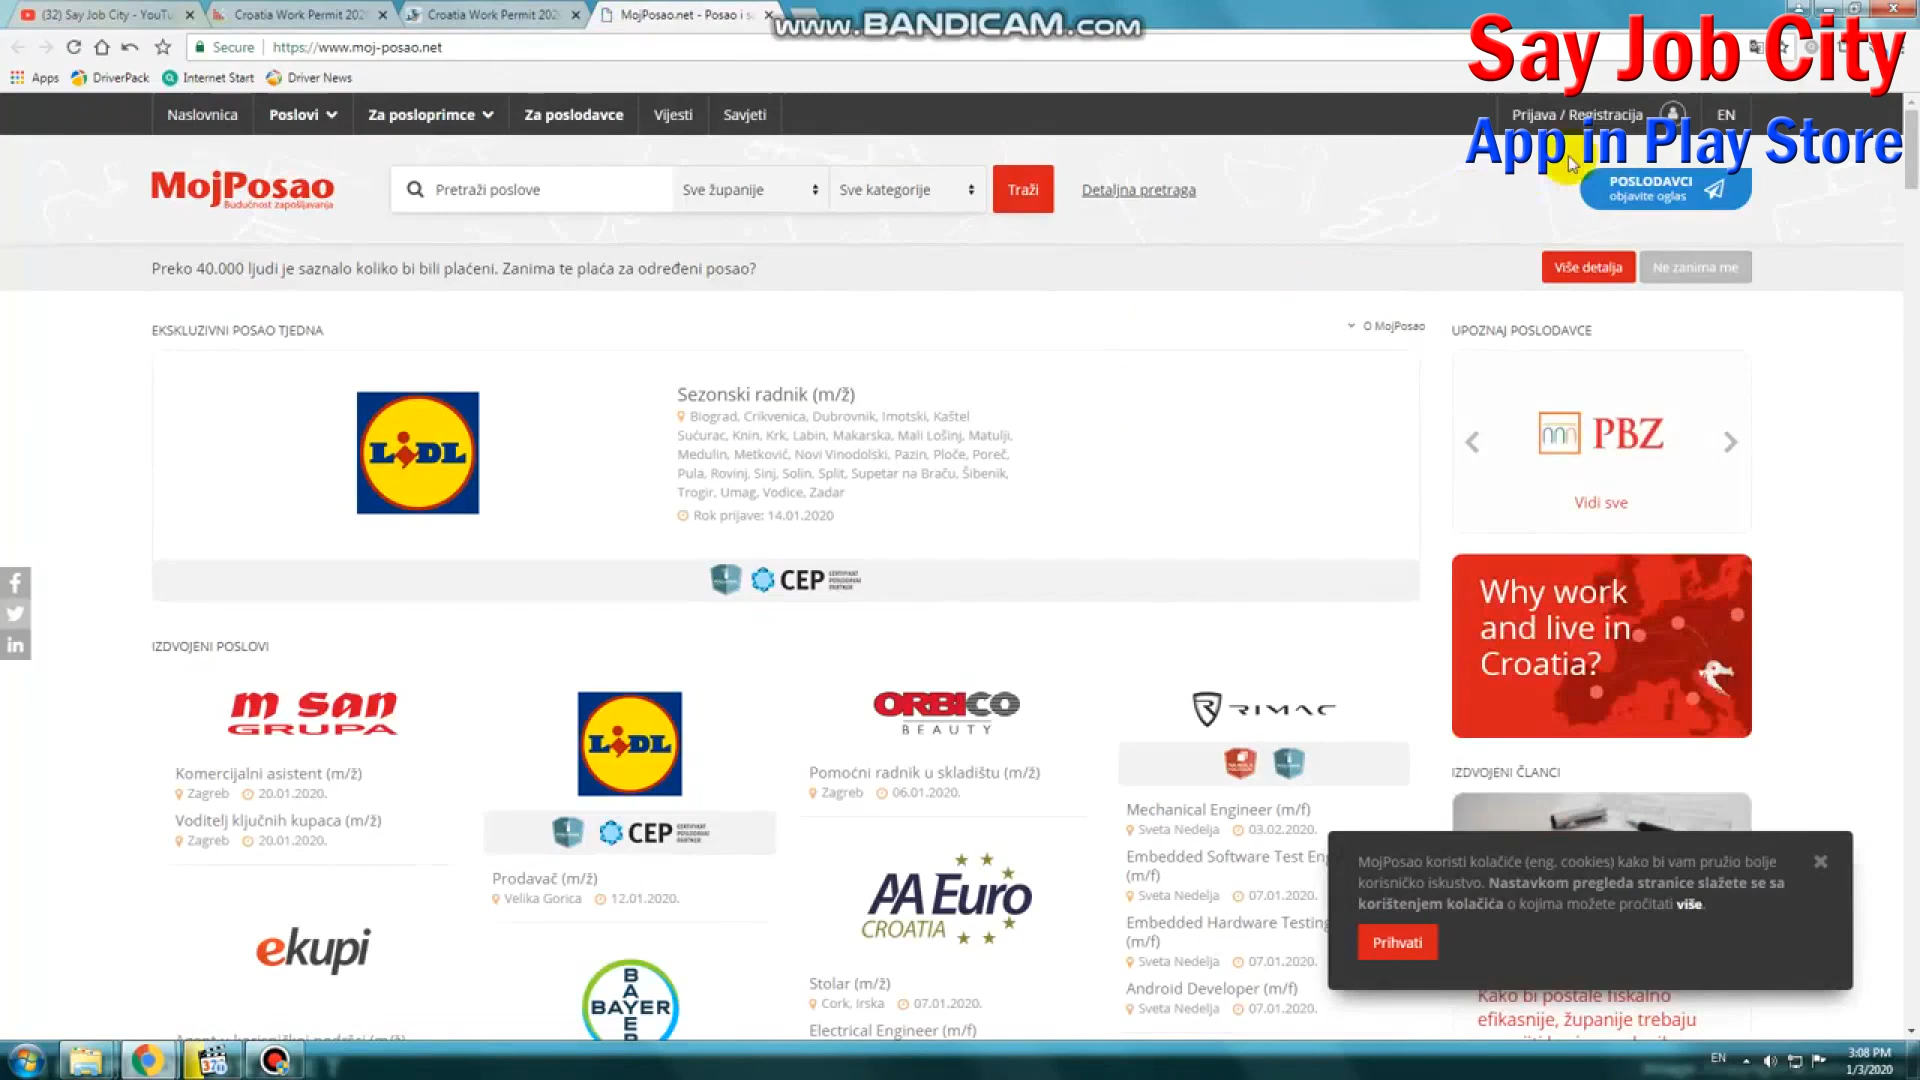 (32) Say Job City - YouTu
Croatia Work Permit 202
Croatia Work Permit 202
MojPosao.net - Posao i s
www.BANDICAM.com
Say Job City
App in Play Store
Secure
https://www.moj-posao.net
Apps
DriverPack
Internet Start
Driver News
Naslovnica
Poslovi
Za posloprimce
Za poslodavce
Vijesti
Savjeti
Prijava / Registracija
EN
MojPosao
Budućnost zapošljavanja
Pretraži poslove
Sve županije
Sve kategorije
Traži
Detaljna pretraga
POSLODAVCI
objavite oglas
Preko 40.000 ljudi je saznalo koliko bi bili plaćeni. Zanima te plaća za određeni posao?
Više detalja
Ne zanima me
EKSKLUZIVNI POSAO TJEDNA
O MojPosao
UPOZNAJ POSLODAVCE
LIDL
Sezonski radnik (m/ž)
Biograd, Crikvenica, Dubrovnik, Imotski, Kaštel
Sućurac, Knin, Krk, Labin, Makarska, Mali Lošinj, Matulji,
Medulin, Metković, Novi Vinodolski, Pazin, Ploče, Poreč,
Pula, Rovinj, Sinj, Solin, Split, Supetar na Braču, Šibenik,
Trogir, Umag, Vodice, Zadar
Rok prijave: 14.01.2020
PBZ
Vidi sve
CEP CERTIFIKAT
POSLODAVAC
PARTNER
Why work
and live in
Croatia?
IZDVOJENI POSLOVI
m san
GRUPA
Komercijalni asistent (m/ž)
Zagreb 20.01.2020.
Voditelj ključnih kupaca (m/ž)
Zagreb 20.01.2020.
ekupi
LIDL
CEP CERTIFIKAT
POSLODAVAC
PARTNER
Prodavač (m/ž)
Velika Gorica 12.01.2020.
BAYER
BAYER
ORBICO
BEAUTY
Pomoćni radnik u skladištu (m/ž)
Zagreb 06.01.2020.
AA Euro
CROATIA
Stolar (m/ž)
Cork, Irska 07.01.2020.
Electrical Engineer (m/f)
RIMAC
Mechanical Engineer (m/f)
Sveta Nedelja 03.02.2020.
Embedded Software Test En
(m/f)
Sveta Nedelja 07.01.2020.
Embedded Hardware Testing
(m/f)
Sveta Nedelja 07.01.2020.
Android Developer (m/f)
Sveta Nedelja 07.01.2020.
IZDVOJENI ČLANCI
MojPosao koristi kolačiće (eng. cookies) kako bi vam pružio bolje
korisničko iskustvo. Nastavkom pregleda stranice slažete se sa
korištenjem kolačića o kojima možete pročitati više.
Prihvati
Kako bi postale fiskalno
efikasnije, županije trebaju
EN
3:08 PM
1/3/2020